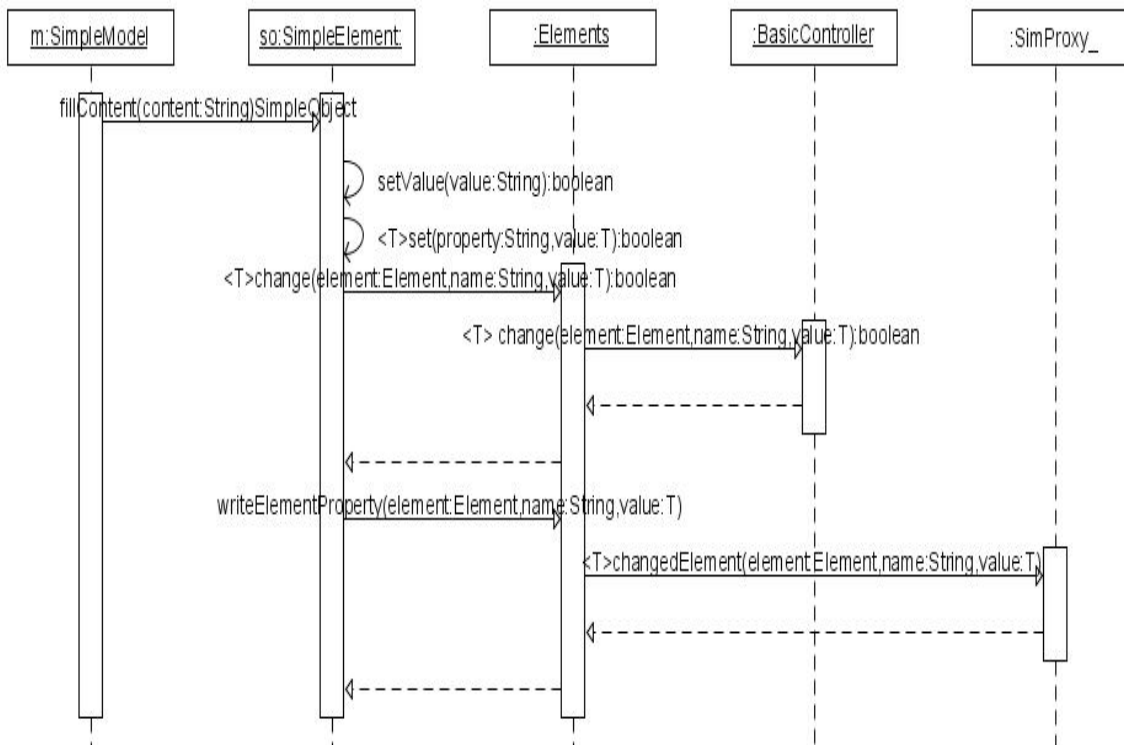 m:SimpleModel
so:SimpleElement:
:Elements
:BasicController
:SimProxy_
fillContent(content:String)SimpleObject
setValue(value:String):boolean
<T>set(property:String,value:T):boolean
<T>change(element:Element,name:String,value:T):boolean
<T> change(element:Element,name:String,value:T):boolean
writeElementProperty(element:Element,name:String,value:T)
<T>changedElement(element:Element,name:String,value:T)